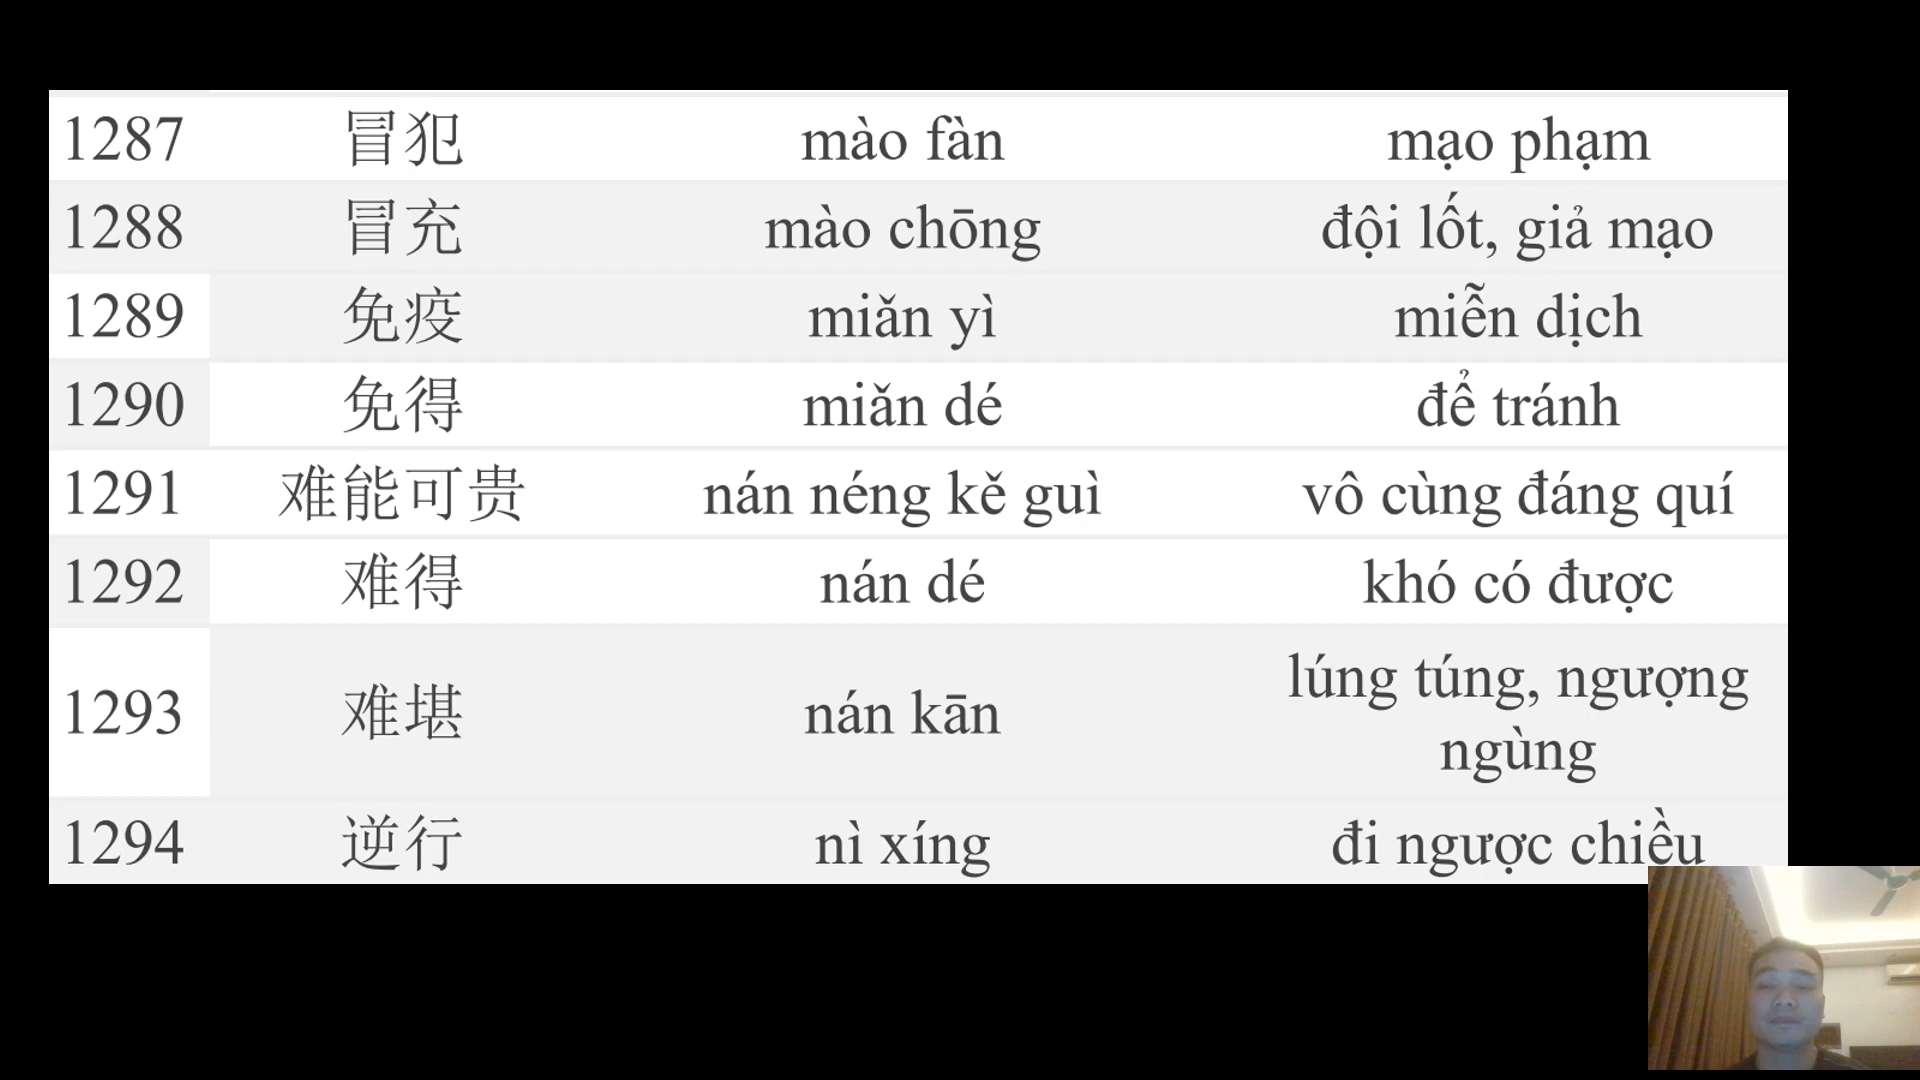 1287 冒犯 mào fàn mạo phạm
1288 冒充 mào chōng đội lốt, giả mạo
1289 免疫 miǎn yì miễn dịch
1290 免得 miǎn dé để tránh
1291 难能可贵 nán néng kě guì vô cùng đáng quí
1292 难得 nán dé khó có được
1293 难堪 nán kān lúng túng, ngượng
ngùng
1294 逆行 nì xíng đi ngược chiều